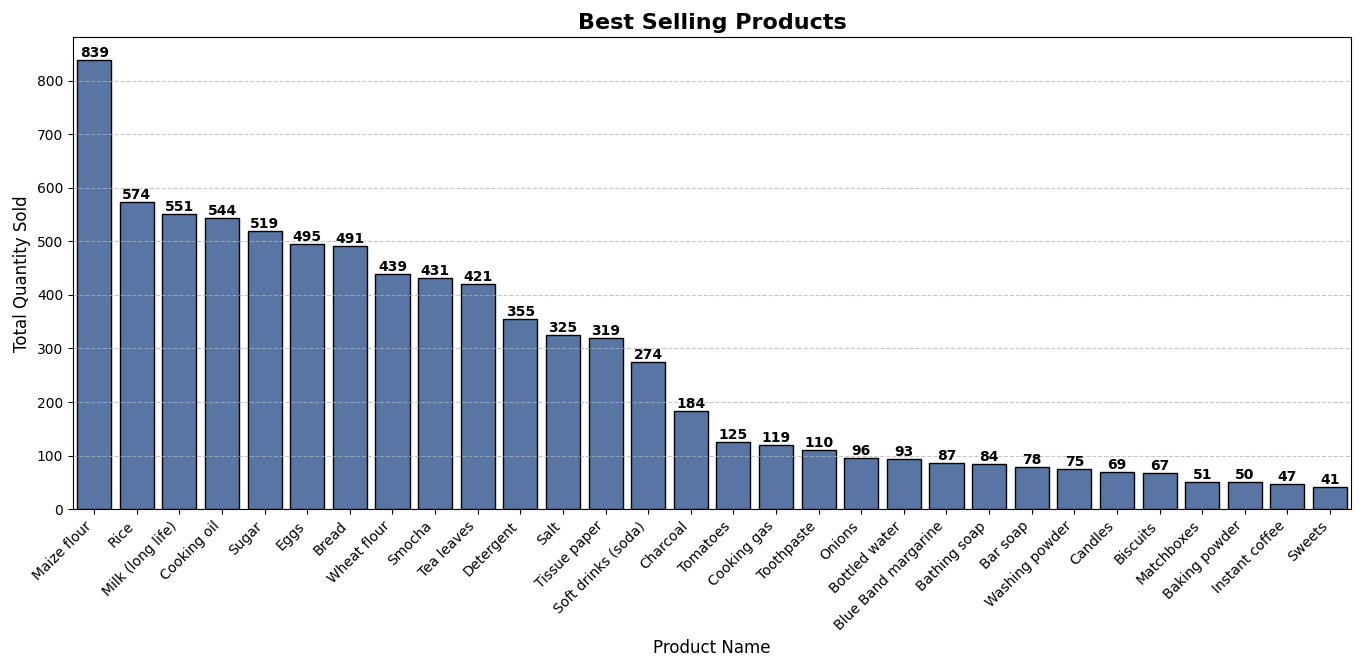 Best Selling Products
Total Quantity Sold
800
700
600
500
400
300
200
100
0
839
574
551
544
519
495
491
439
431
421
355
325
319
274
184
125
119
110
96
93
87
84
78
75
69
67
51
50
47
41
Maize flour
Rice
Milk (long life)
Cooking oil
Sugar
Eggs
Bread
Wheat flour
Smocha
Tea leaves
Detergent
Salt
Tissue paper
Soft drinks (soda)
Charcoal
Tomatoes
Cooking gas
Toothpaste
Onions
Bottled water
Blue Band margarine
Bathing soap
Bar soap
Washing powder
Candles
Biscuits
Matchboxes
Baking powder
Instant coffee
Sweets
Product Name